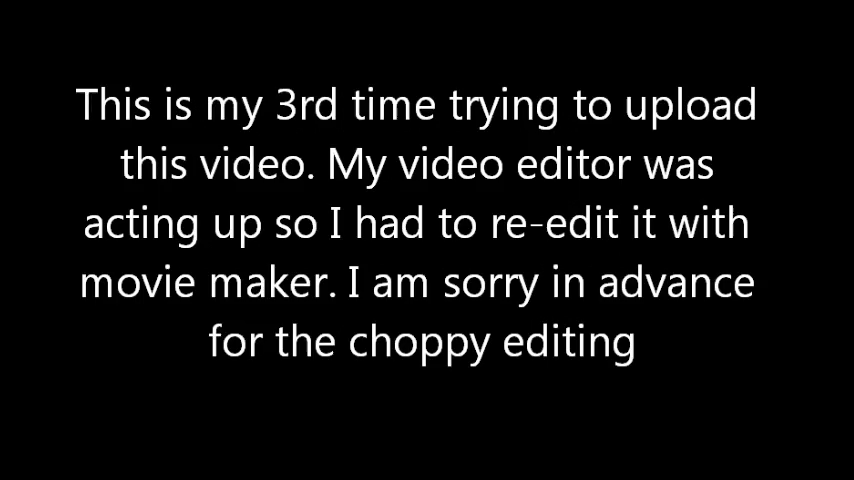 This is my 3rd time trying to upload
this video. My video editor was
acting up so I had to re-edit it with
movie maker. I am sorry in advance
for the choppy editing